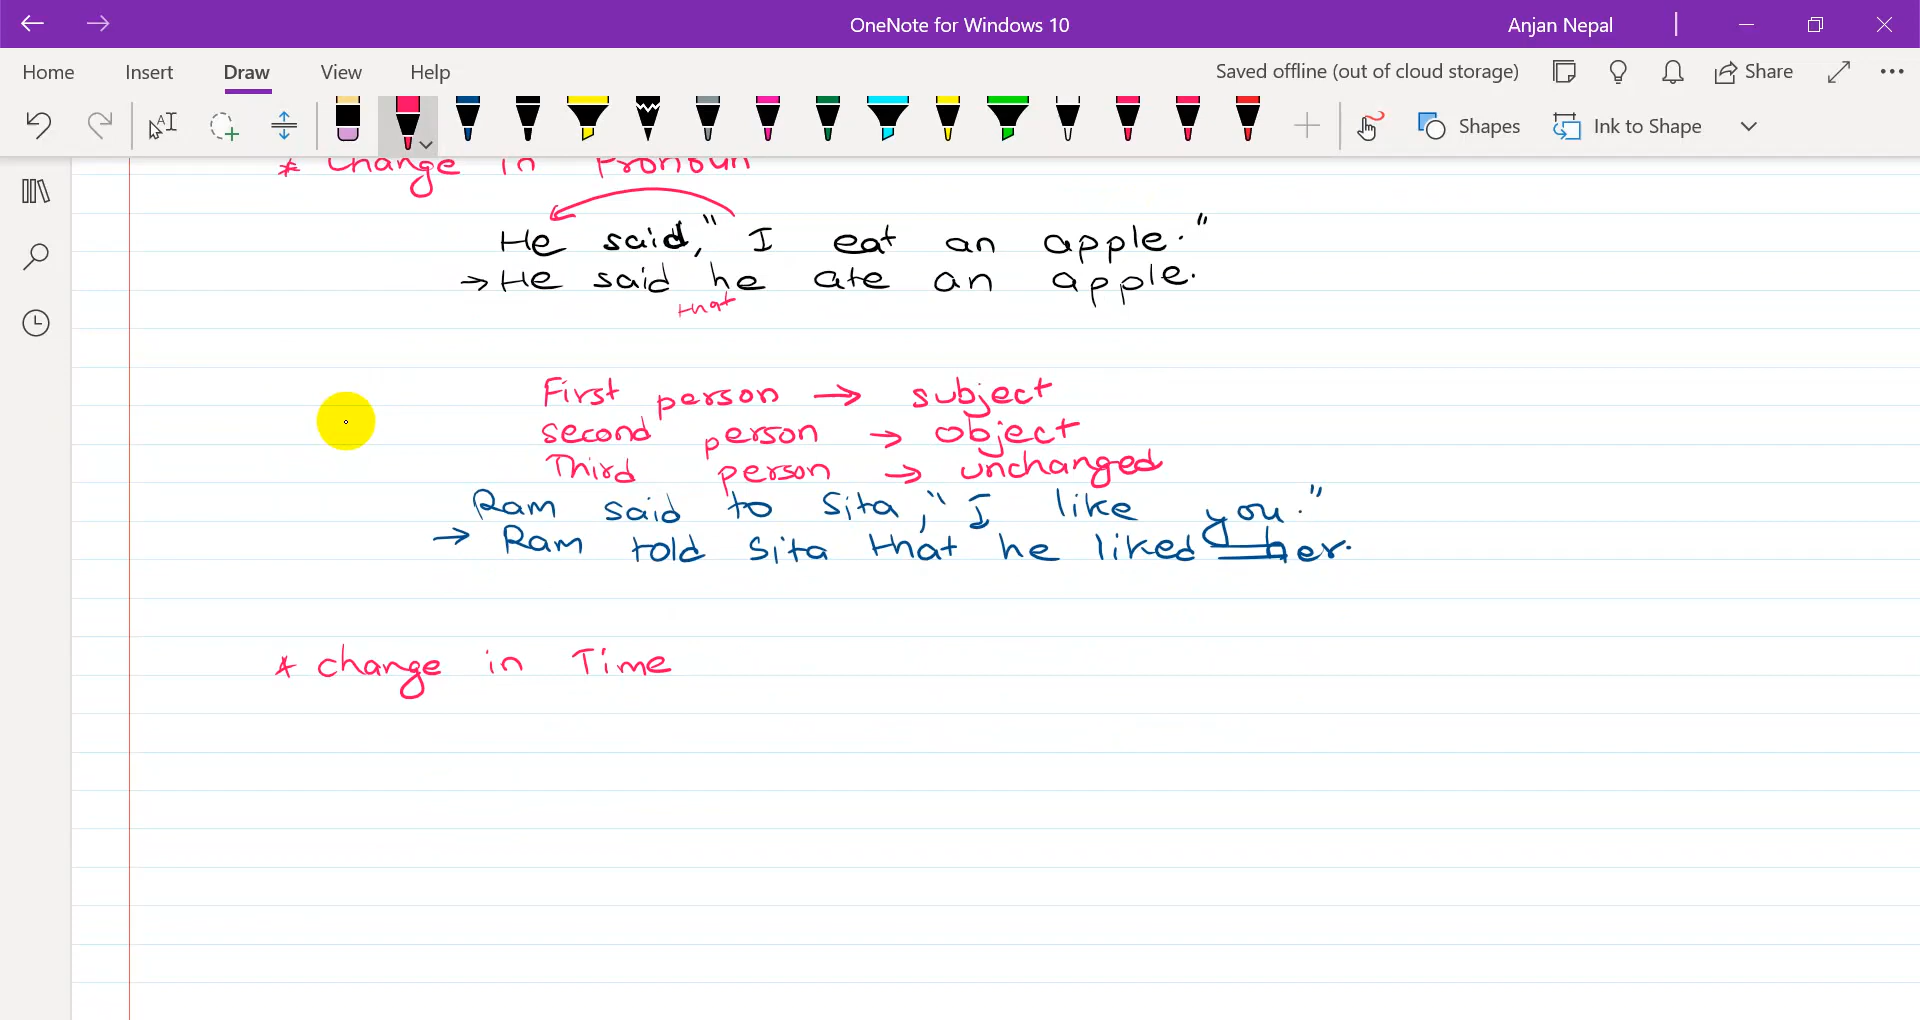 OneNote for Windows 10
Anjan Nepal
Home Insert Draw View Help
Saved offline (out of cloud storage)
Share
Shapes
Ink to Shape
* Change in Pronoun
He said, "I eat an apple."
→ He said he ate an apple.
that
First person → subject
second person → object
Third person → unchanged
Ram said to Sita, "I like you."
→ Ram told Sita that he liked her.
* change in Time